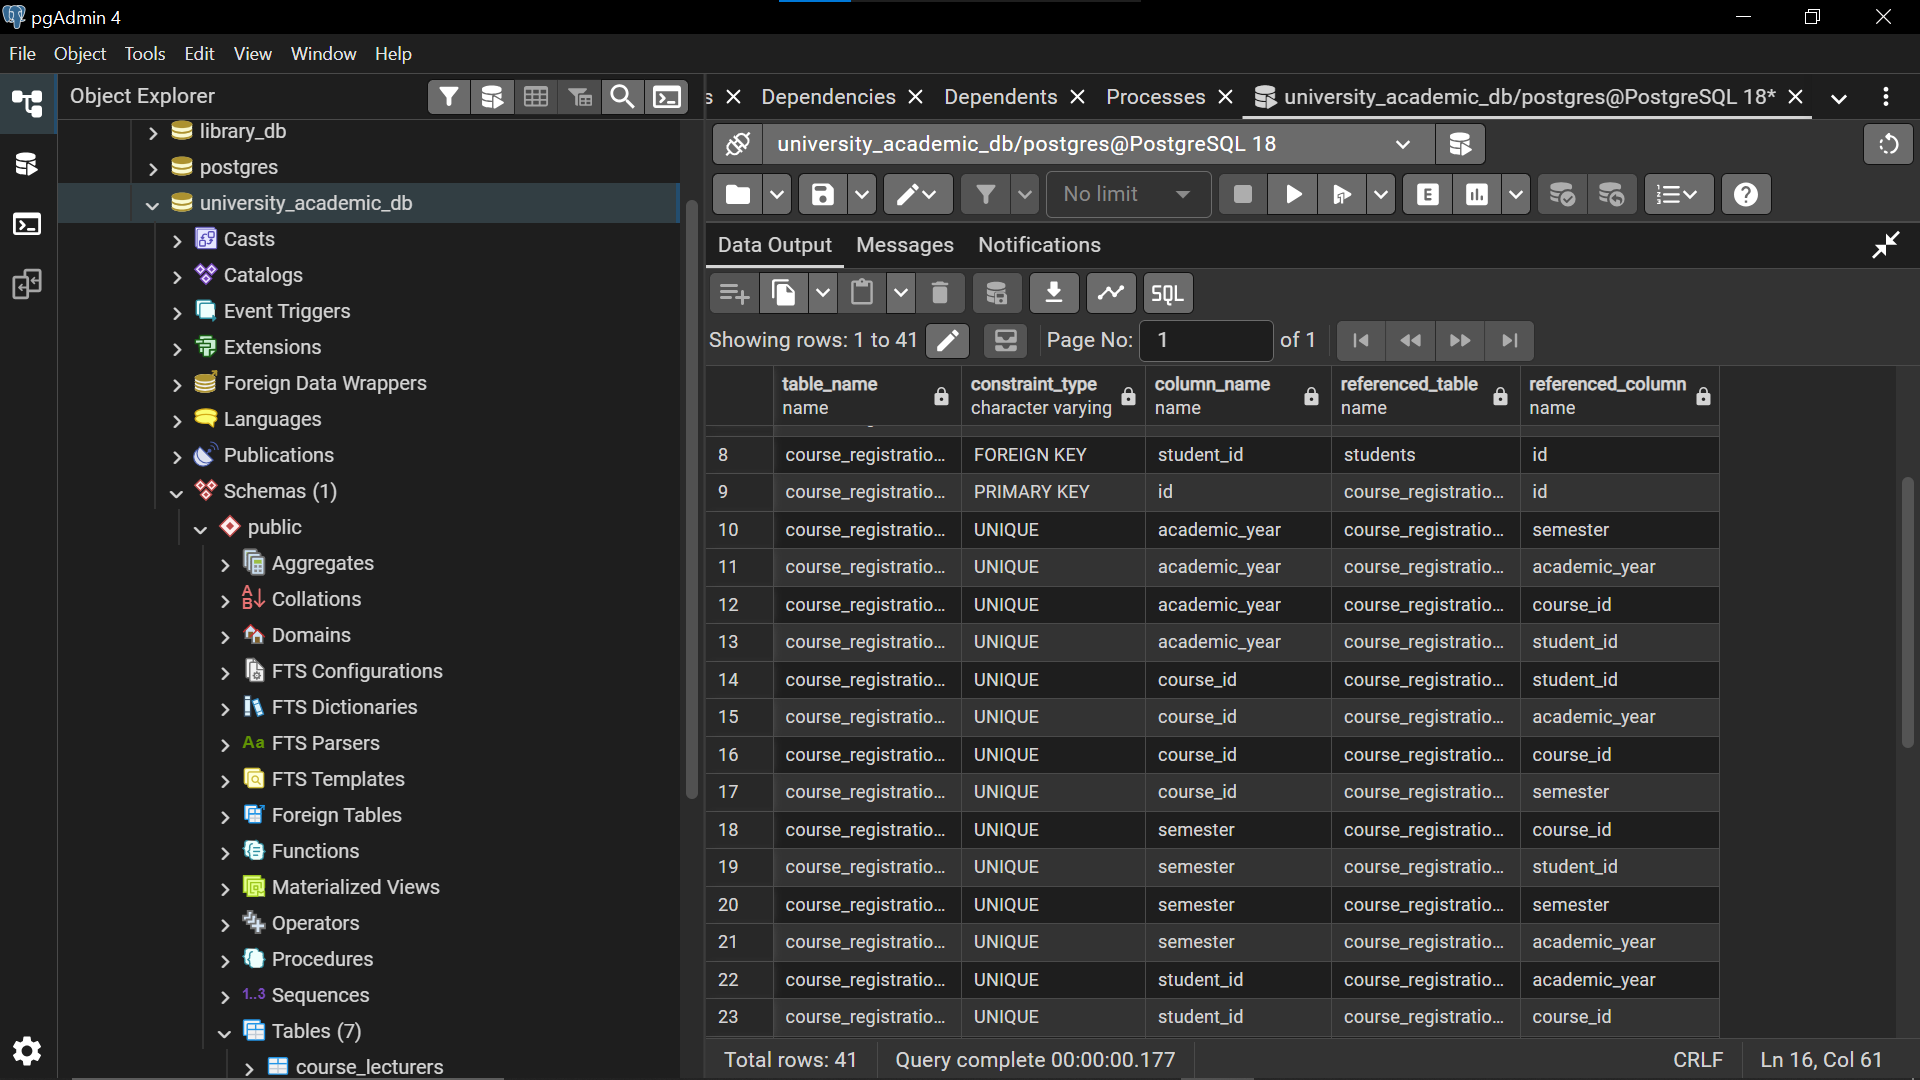 pgAdmin 4
File Object Tools Edit View Window Help
Object Explorer
s Dependencies Dependents Processes university_academic_db/postgres@PostgreSQL 18*
library_db
postgres
university_academic_db
Casts
Catalogs
Event Triggers
Extensions
Foreign Data Wrappers
Languages
Publications
Schemas (1)
public
Aggregates
Collations
Domains
FTS Configurations
FTS Dictionaries
Aa FTS Parsers
FTS Templates
Foreign Tables
Functions
Materialized Views
Operators
Procedures
1..3 Sequences
Tables (7)
course_lecturers
university_academic_db/postgres@PostgreSQL 18
No limit E
Data Output Messages Notifications
SQL
Showing rows: 1 to 41 Page No: 1 of 1
table_name constraint_type column_name referenced_table referenced_column
name character varying name name name
8 course_registratio... FOREIGN KEY student_id students id
9 course_registratio... PRIMARY KEY id course_registratio... id
10 course_registratio... UNIQUE academic_year course_registratio... semester
11 course_registratio... UNIQUE academic_year course_registratio... academic_year
12 course_registratio... UNIQUE academic_year course_registratio... course_id
13 course_registratio... UNIQUE academic_year course_registratio... student_id
14 course_registratio... UNIQUE course_id course_registratio... student_id
15 course_registratio... UNIQUE course_id course_registratio... academic_year
16 course_registratio... UNIQUE course_id course_registratio... course_id
17 course_registratio... UNIQUE course_id course_registratio... semester
18 course_registratio... UNIQUE semester course_registratio... course_id
19 course_registratio... UNIQUE semester course_registratio... student_id
20 course_registratio... UNIQUE semester course_registratio... semester
21 course_registratio... UNIQUE semester course_registratio... academic_year
22 course_registratio... UNIQUE student_id course_registratio... academic_year
23 course_registratio... UNIQUE student_id course_registratio... course_id
Total rows: 41 Query complete 00:00:00.177 CRLF Ln 16, Col 61